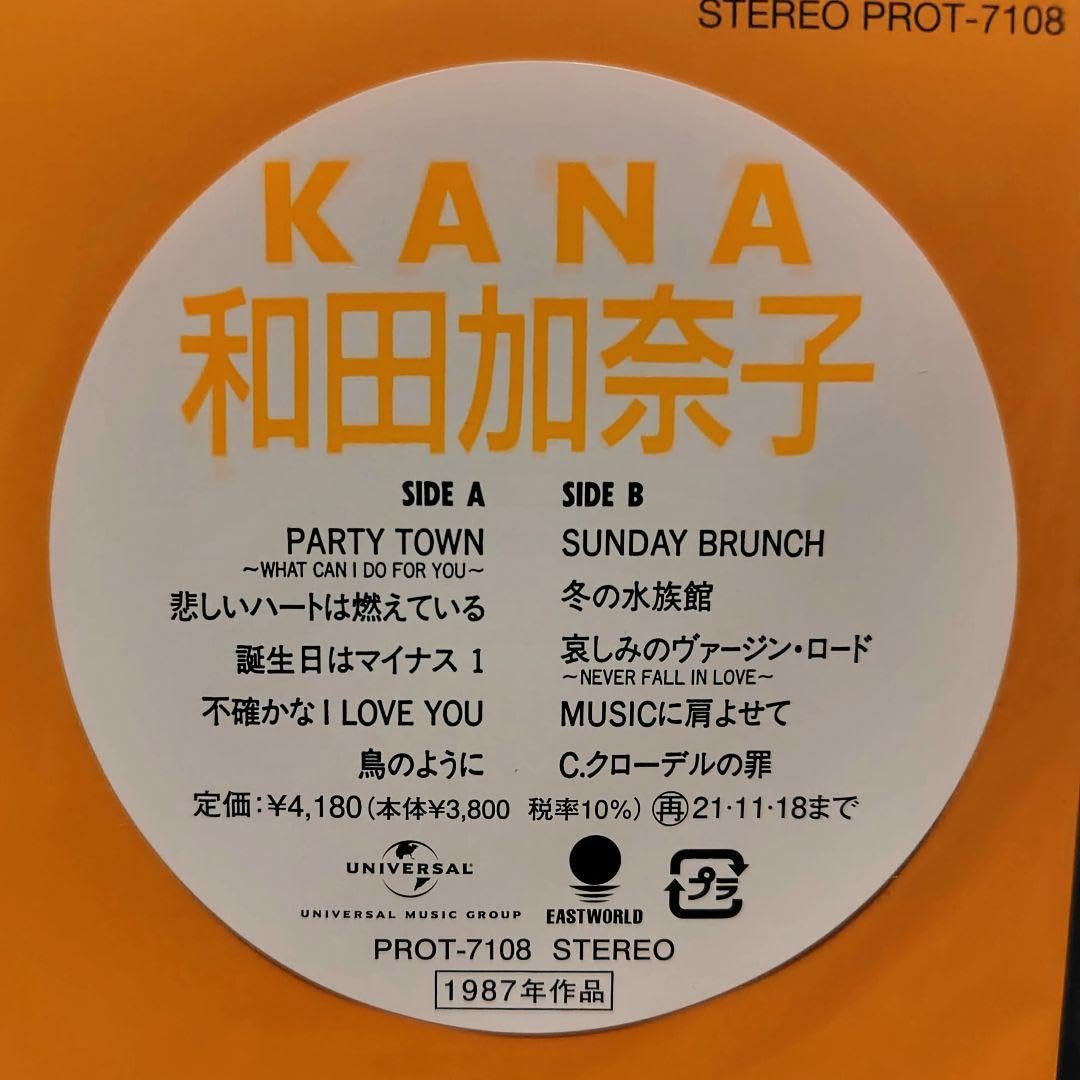 STEREO PROT-7108
KANA
和田加奈子
SIDE A
PARTY TOWN
～WHAT CAN I DO FOR YOU～
悲しいハートは燃えている
誕生日はマイナス 1
不確かな I LOVE YOU
鳥のように
SIDE B
SUNDAY BRUNCH
冬の水族館
哀しみのヴァージン・ロード
～NEVER FALL IN LOVE～
MUSICに肩よせて
C.クローデルの罪
定価：¥4,180（本体¥3,800 税率10%）㊢21·11·18まで
UNIVERSAL
UNIVERSAL MUSIC GROUP
EASTWORLD
プラ
PROT-7108 STEREO
1987年作品